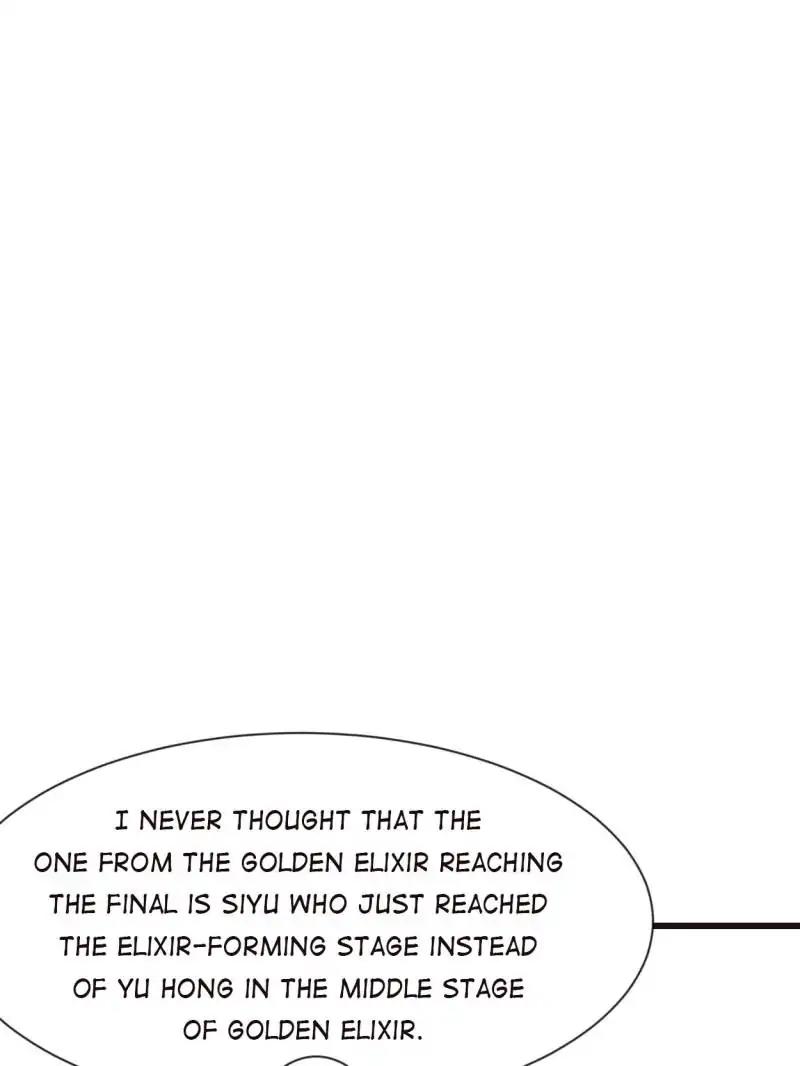 I NEVER THOUGHT THAT THE
ONE FROM THE GOLDEN ELIXIR REACHING
THE FINAL IS SIYU WHO JUST REACHED
THE ELIXIR-FORMING STAGE INSTEAD
OF YU HONG IN THE MIDDLE STAGE
OF GOLDEN ELIXIR.